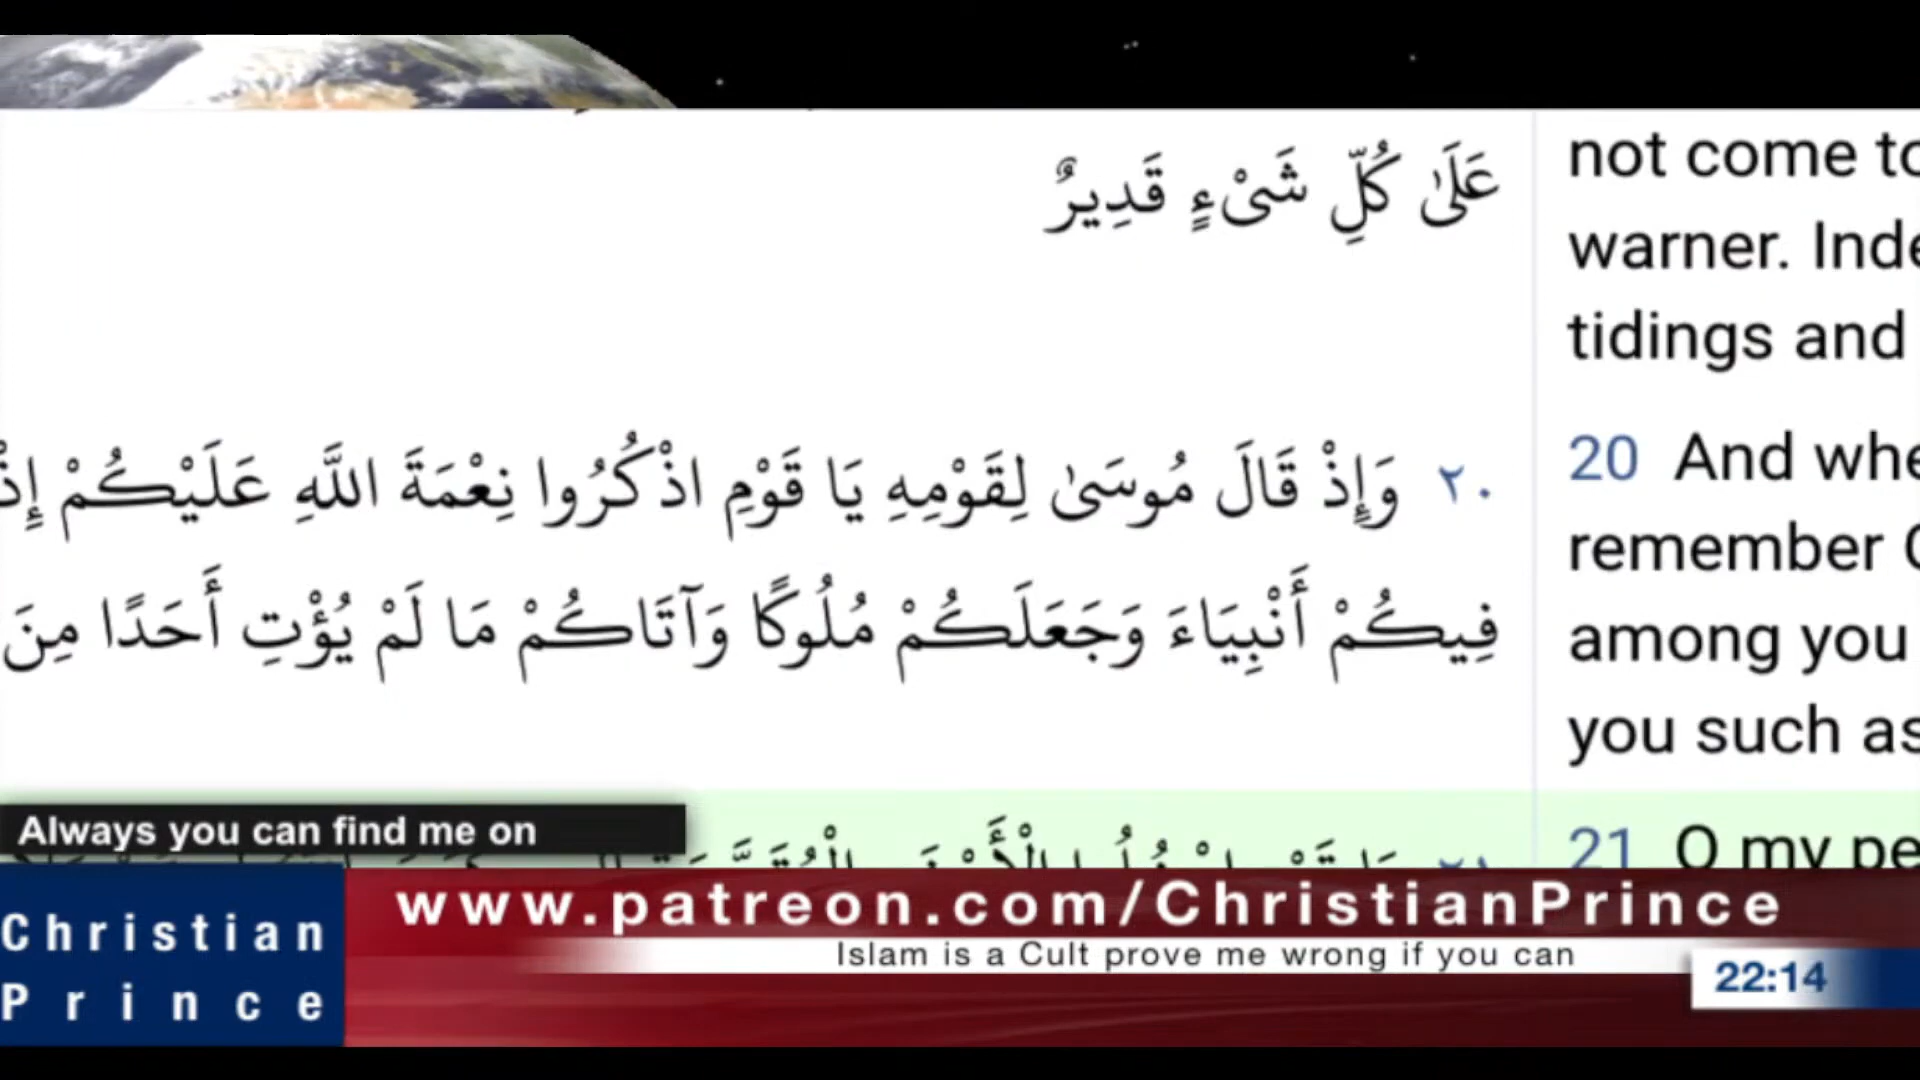 عَلَىٰ كُلِّ شَىْءٍ قَدِيرٌ
٢٠ وَإِذْ قَالَ مُوسَىٰ لِقَوْمِهِ يَا قَوْمِ اذْكُرُوا نِعْمَةَ اللَّهِ عَلَيْكُمْ إِذْ
فِيكُمْ أَنْبِيَاءَ وَجَعَلَكُمْ مُلُوكًا وَآتَاكُمْ مَا لَمْ يُؤْتِ أَحَدًا مِنَ
not come to
warner. Inde
tidings and
20 And whe
remember
among you
you such as
21 O my pe
Always you can find me on
Christian
Prince
www.patreon.com/ChristianPrince
Islam is a Cult prove me wrong if you can
22:14